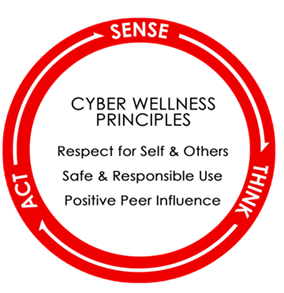 SENSE
CYBER WELLNESS
PRINCIPLES
Respect for Self & Others
Safe & Responsible Use
Positive Peer Influence
THINK
ACT